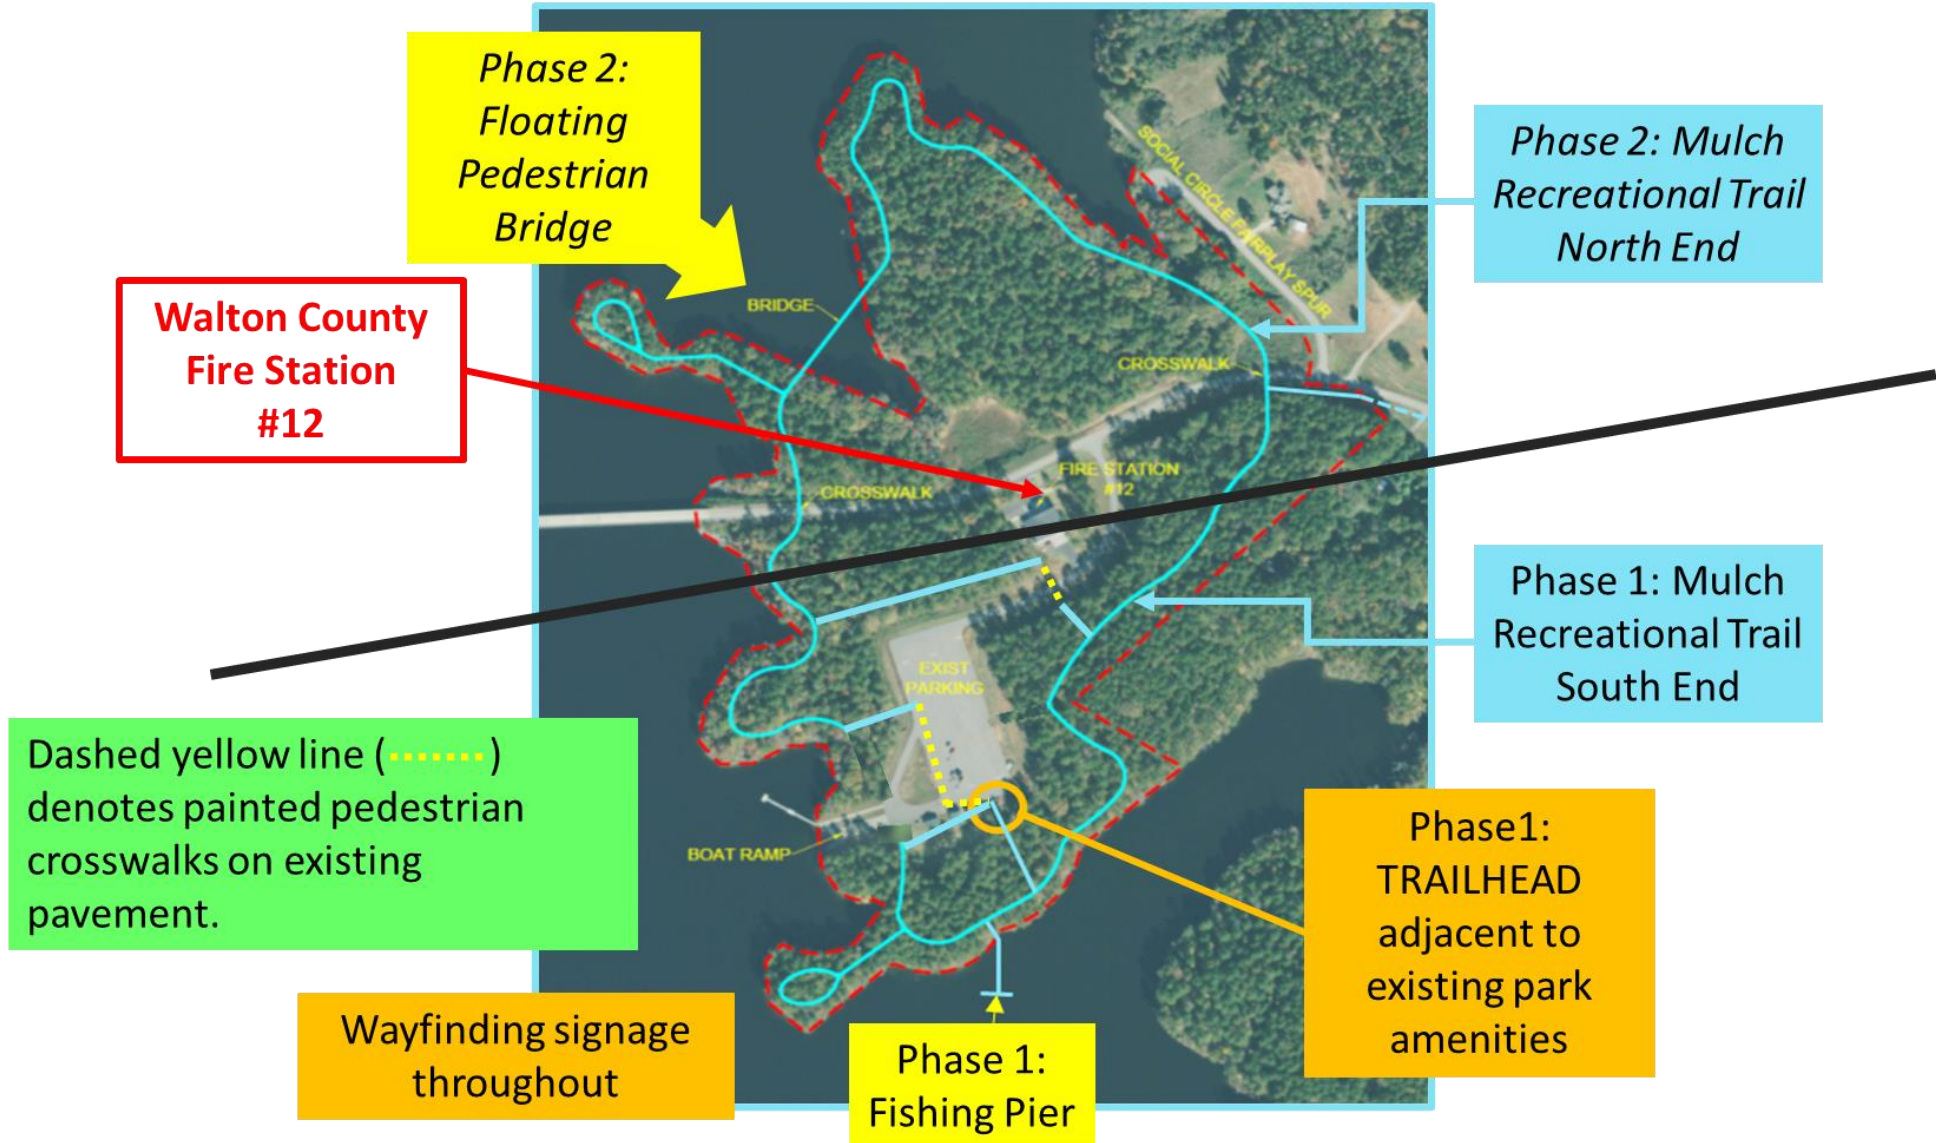 Phase 2:
Floating
Pedestrian
Bridge
Phase 2: Mulch
Recreational Trail
North End
SOCIAL CIRCLE FAIRPLAY SPUR
Walton County
Fire Station
#12
BRIDGE
CROSSWALK
FIRE STATION
#12
CROSSWALK
Phase 1: Mulch
Recreational Trail
South End
EXIST
PARKING
Dashed yellow line (.......)
denotes painted pedestrian
crosswalks on existing
pavement.
BOAT RAMP
Phase1:
TRAILHEAD
adjacent to
existing park
amenities
Wayfinding signage
throughout
Phase 1:
Fishing Pier